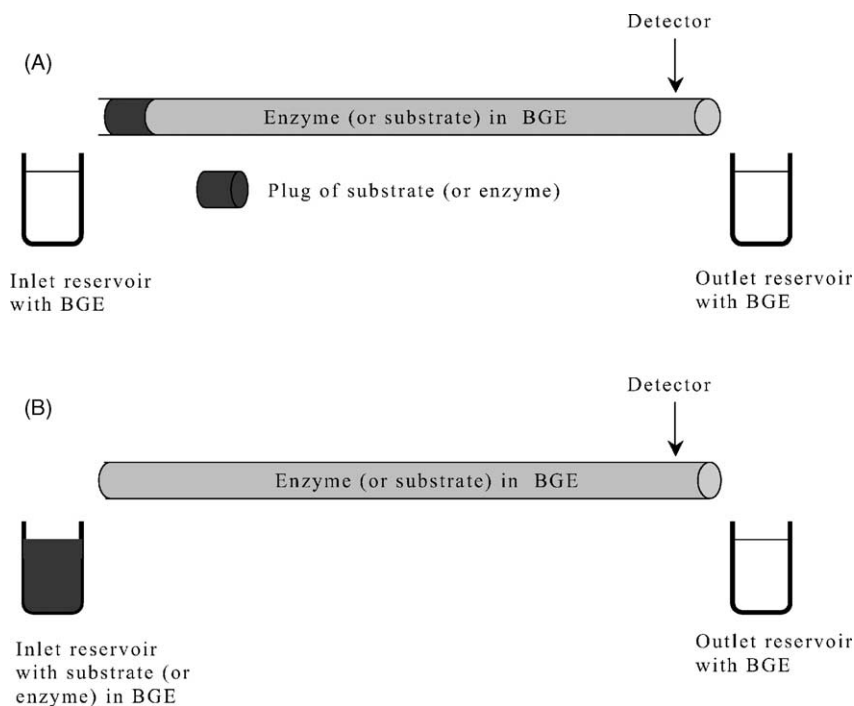 Detector
(A)
Enzyme (or substrate) in BGE
Plug of substrate (or enzyme)
Inlet reservoir
with BGE
Outlet reservoir
with BGE
Detector
(B)
Enzyme (or substrate) in BGE
Inlet reservoir
with substrate (or
enzyme) in BGE
Outlet reservoir
with BGE